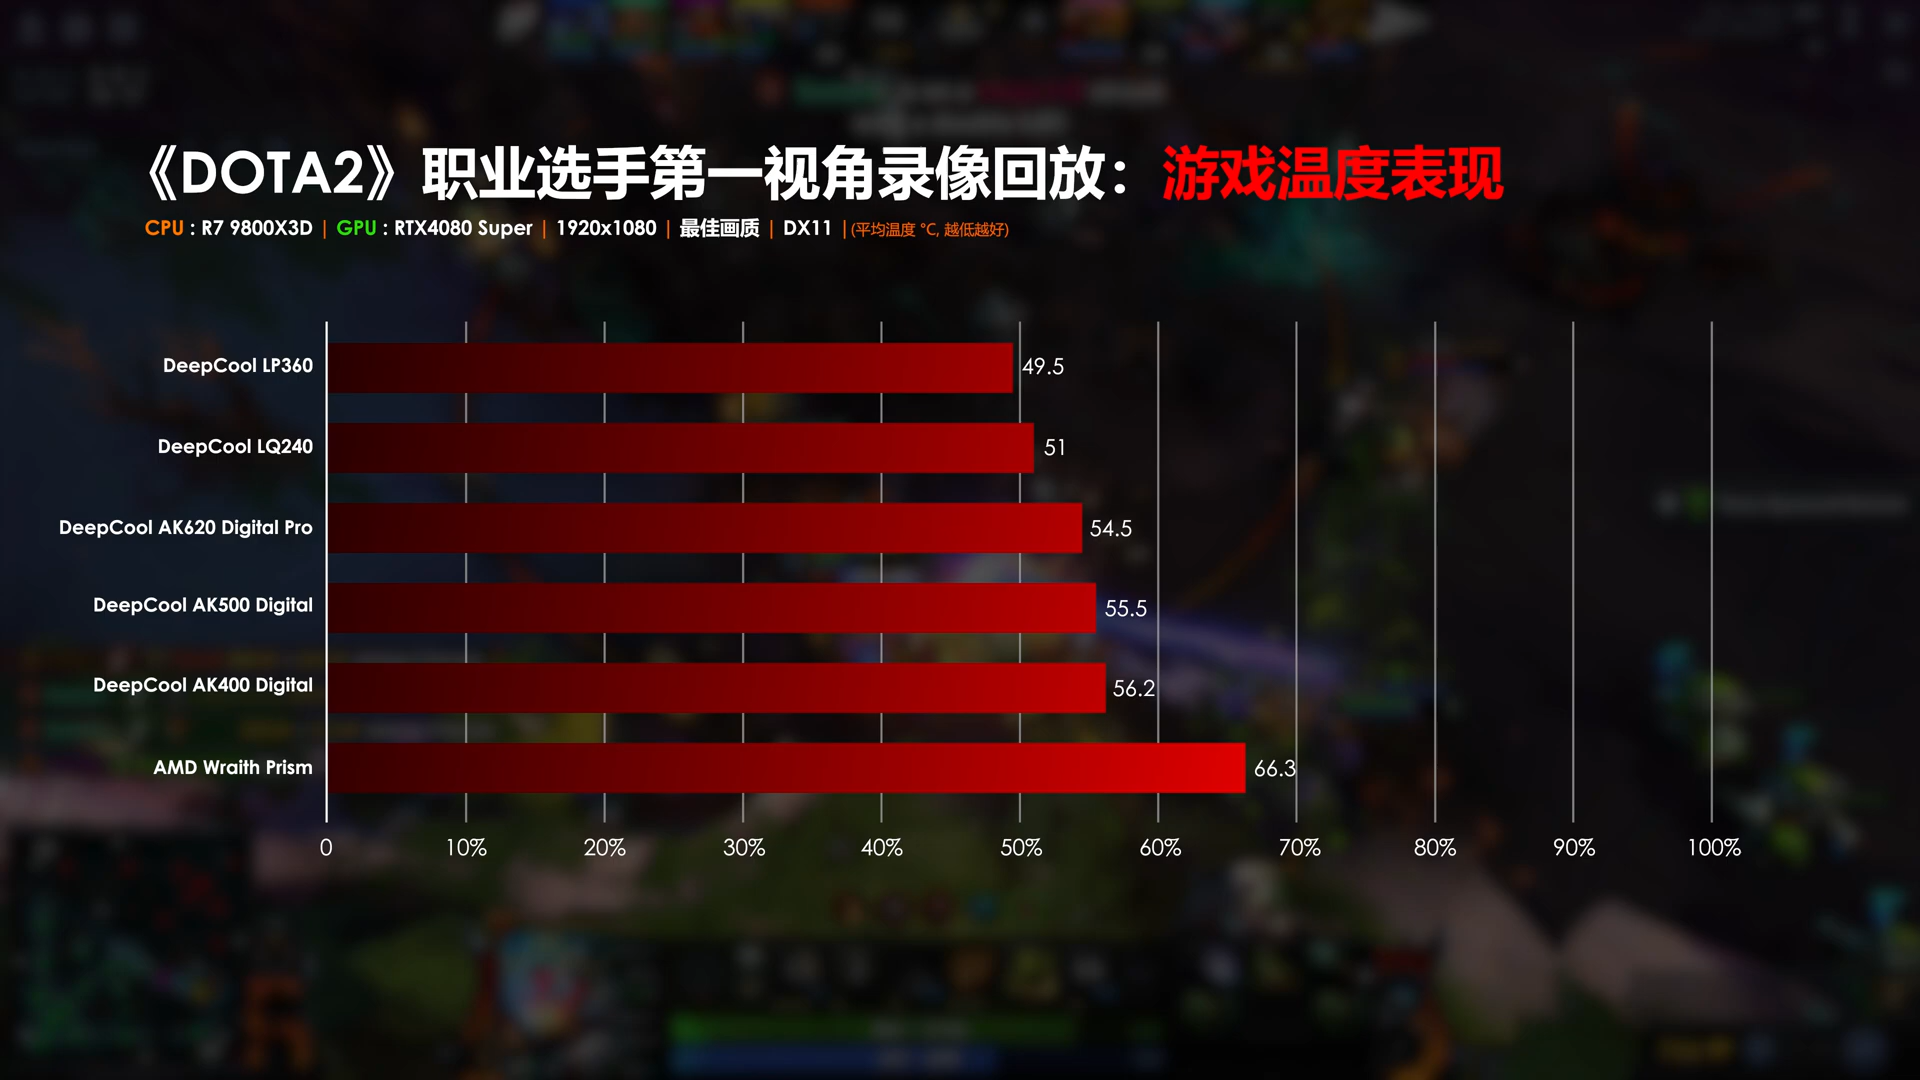 《DOTA2》职业选手第一视角录像回放：游戏温度表现
CPU : R7 9800X3D | GPU : RTX4080 Super | 1920x1080 | 最佳画质 | DX11 |(平均温度 °C, 越低越好)
DeepCool LP360 49.5
DeepCool LQ240 51
DeepCool AK620 Digital Pro 54.5
DeepCool AK500 Digital 55.5
DeepCool AK400 Digital 56.2
AMD Wraith Prism 66.3
0 10% 20% 30% 40% 50% 60% 70% 80% 90% 100%